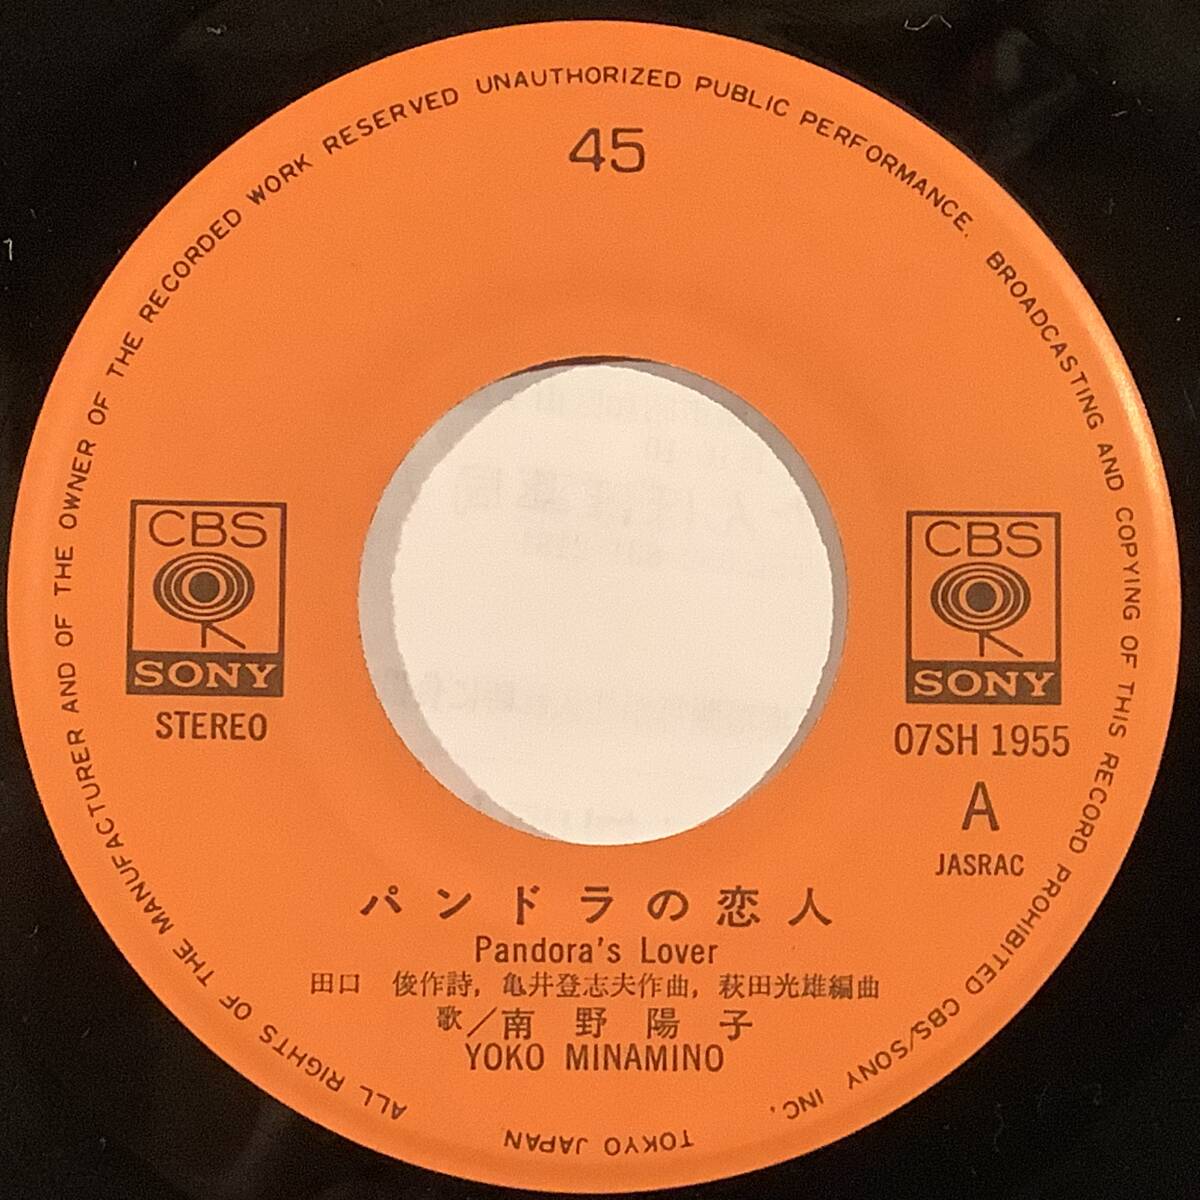 ALL RIGHTS OF THE MANUFACTURER AND OF THE OWNER OF THE RECORDED WORK RESERVED UNAUTHORIZED PUBLIC PERFORMANCE. BROADCASTING AND COPYING OF THIS RECORD PROHIBITED CBS/SONY INC.
TOKYO JAPAN
45
CBS
SONY
STEREO
CBS
SONY
07SH 1955
A
JASRAC
パンドラの恋人
Pandora's Lover
田口 俊作詩, 亀井登志夫作曲, 萩田光雄編曲
歌/南野陽子
YOKO MINAMINO